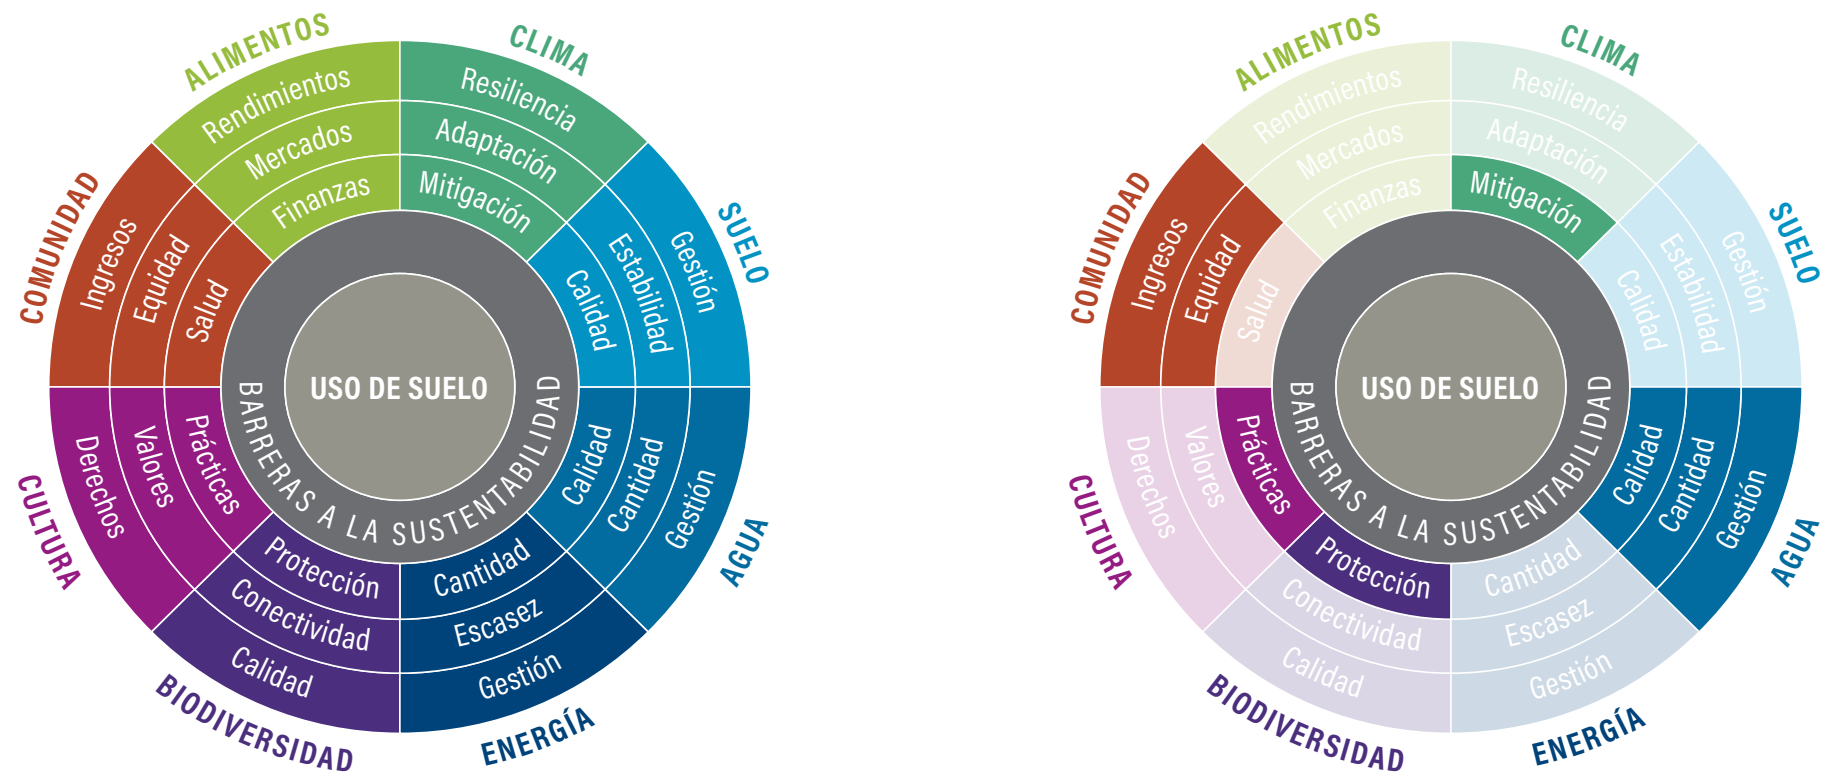 ALIMENTOS
Rendimientos
Mercados
Finanzas
CLIMA
Resiliencia
Adaptación
Mitigación
SUELO
Gestión
Estabilidad
Calidad
AGUA
Calidad
Cantidad
Gestión
ENERGÍA
Cantidad
Escasez
Gestión
BIODIVERSIDAD
Protección
Conectividad
Calidad
CULTURA
Derechos
Valores
Prácticas
COMUNIDAD
Ingresos
Equidad
Salud
USO DE SUELO
BARRERAS A LA SUSTENTABILIDAD
ALIMENTOS
Rendimientos
Mercados
Finanzas
CLIMA
Resiliencia
Adaptación
Mitigación
SUELO
Gestión
Estabilidad
Calidad
AGUA
Calidad
Cantidad
Gestión
ENERGÍA
Cantidad
Escasez
Gestión
BIODIVERSIDAD
Protección
Conectividad
Calidad
CULTURA
Derechos
Valores
Prácticas
COMUNIDAD
Ingresos
Equidad
Salud
USO DE SUELO
BARRERAS A LA SUSTENTABILIDAD